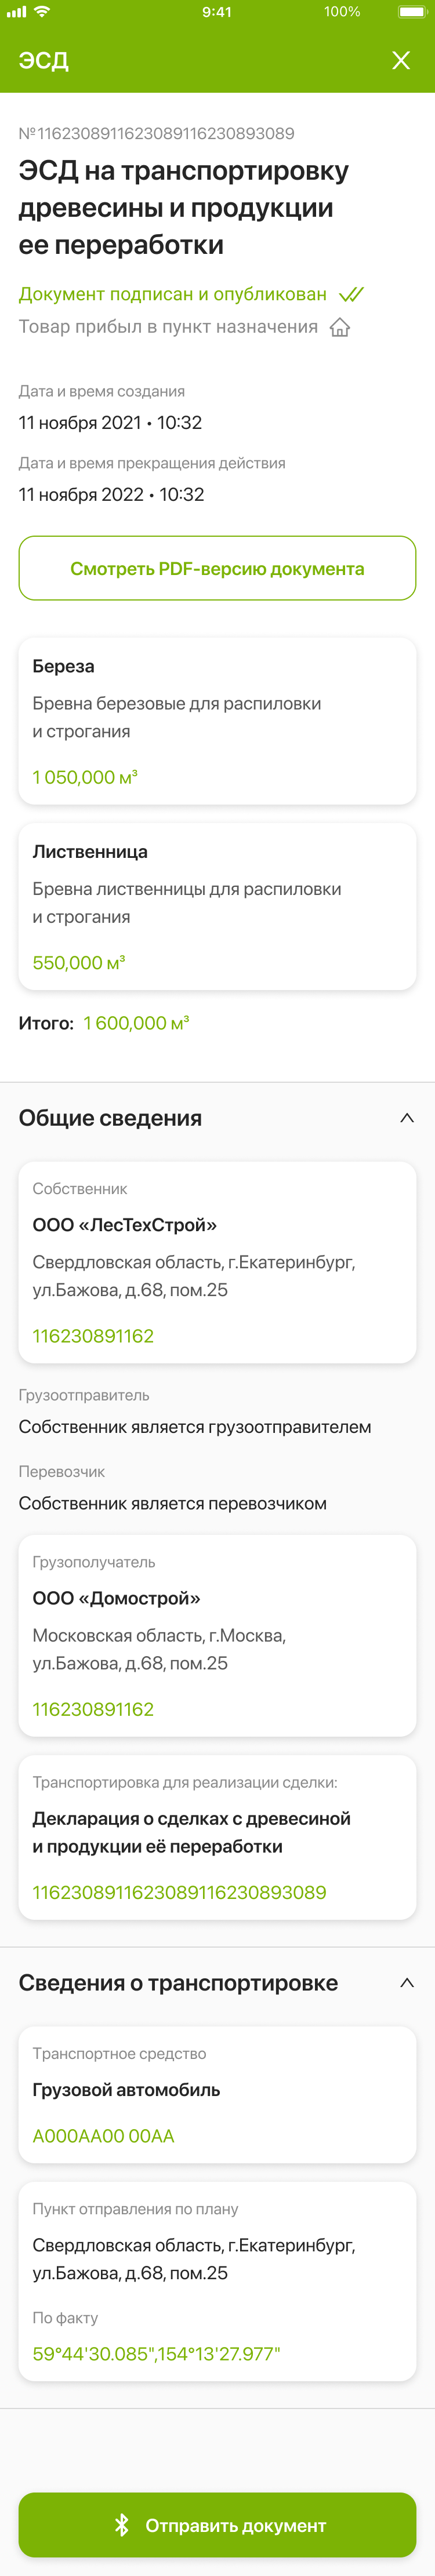 9:41
100%
ЭСД
№116230891162308911623089​3089
ЭСД на транспортировку
древесины и продукции
ее переработки
Документ подписан и опубликован
Товар прибыл в пункт назначения
Дата и время создания
11 ноября 2021 • 10:32
Дата и время прекращения действия
11 ноября 2022 • 10:32
Смотреть PDF-версию документа
Береза
Бревна березовые для распиловки
и строгания
1 050,000 м³
Лиственница
Бревна лиственницы для распиловки
и строгания
550,000 м³
Итого: 1 600,000 м³
Общие сведения
Собственник
ООО «ЛесТехСтрой»
Свердловская область, г.Екатеринбург,
ул.Бажова, д.68, пом.25
116230891162
Грузоотправитель
Собственник является грузоотправителем
Перевозчик
Собственник является перевозчиком
Грузополучатель
ООО «Домострой»
Московская область, г.Москва,
ул.Бажова, д.68, пом.25
116230891162
Транспортировка для реализации сделки:
Декларация о сделках с древесиной
и продукции её переработки
1162308911623089116230893089
Сведения о транспортировке
Транспортное средство
Грузовой автомобиль
А000АА00 00АА
Пункт отправления по плану
Свердловская область, г.Екатеринбург,
ул.Бажова, д.68, пом.25
По факту
59°44'30.085",154°13'27.977"
Отправить документ